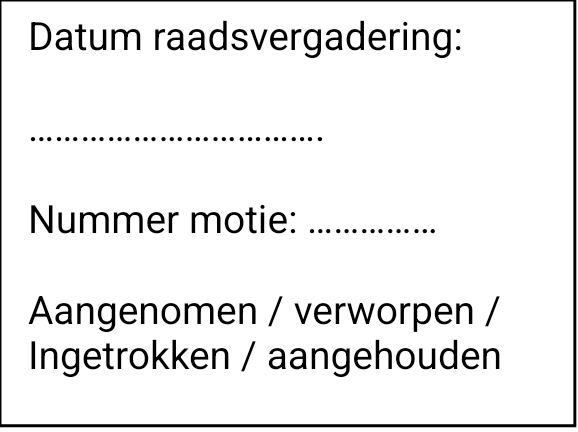 Datum raadsvergadering:
…………………………….
Nummer motie: ……………
Aangenomen / verworpen /
Ingetrokken / aangehouden